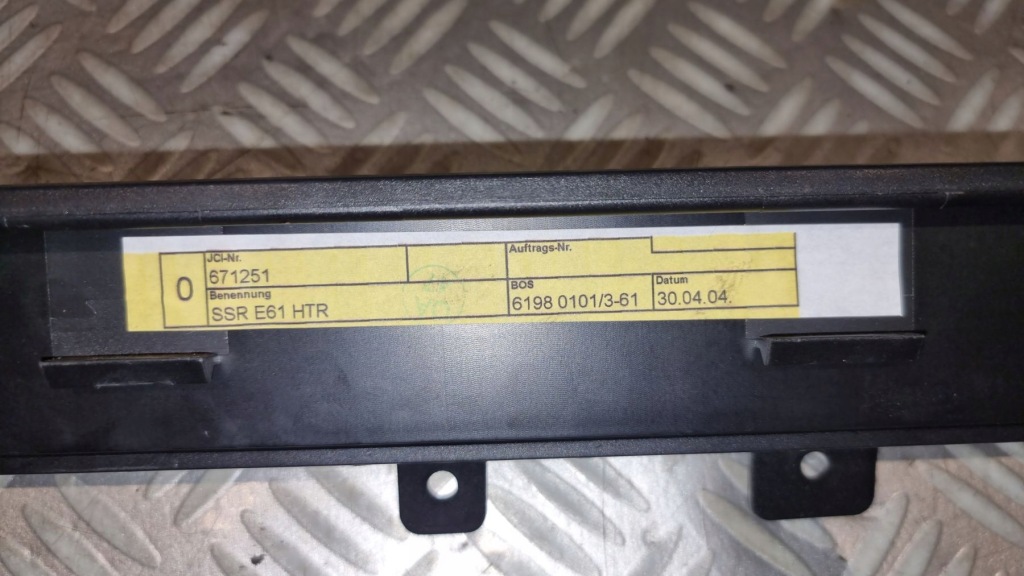 0
JCI-Nr.
671251
Auftrags-Nr.
Benennung
SSR E61 HTR
BOS
6198 0101/3-61
Datum
30.04.04.